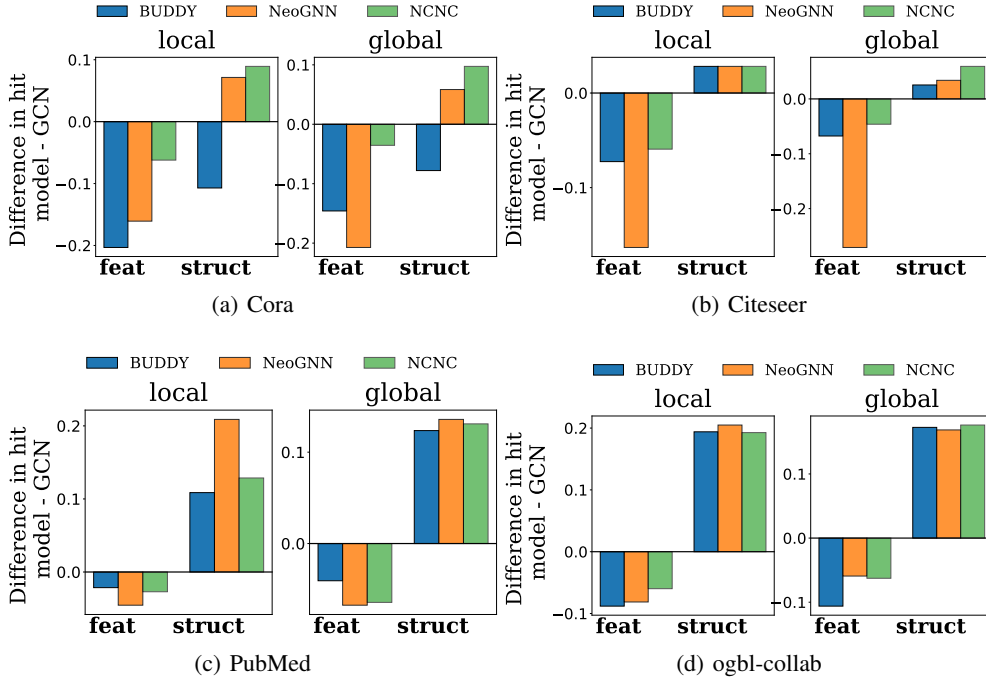 BUDDY NeoGNN NCNC
local global
Difference in hit
model - GCN
0.1
0.0
−0.1
−0.2
0.1
0.0
−0.1
−0.2
feat struct feat struct
(a) Cora
BUDDY NeoGNN NCNC
local global
Difference in hit
model - GCN
0.0
−0.1
0.0
−0.1
−0.2
feat struct feat struct
(b) Citeseer
BUDDY NeoGNN NCNC
local global
Difference in hit
model - GCN
0.2
0.1
0.0
0.1
0.0
feat struct feat struct
(c) PubMed
BUDDY NeoGNN NCNC
local global
Difference in hit
model - GCN
0.2
0.1
0.0
−0.1
0.1
0.0
−0.1
feat struct feat struct
(d) ogbl-collab